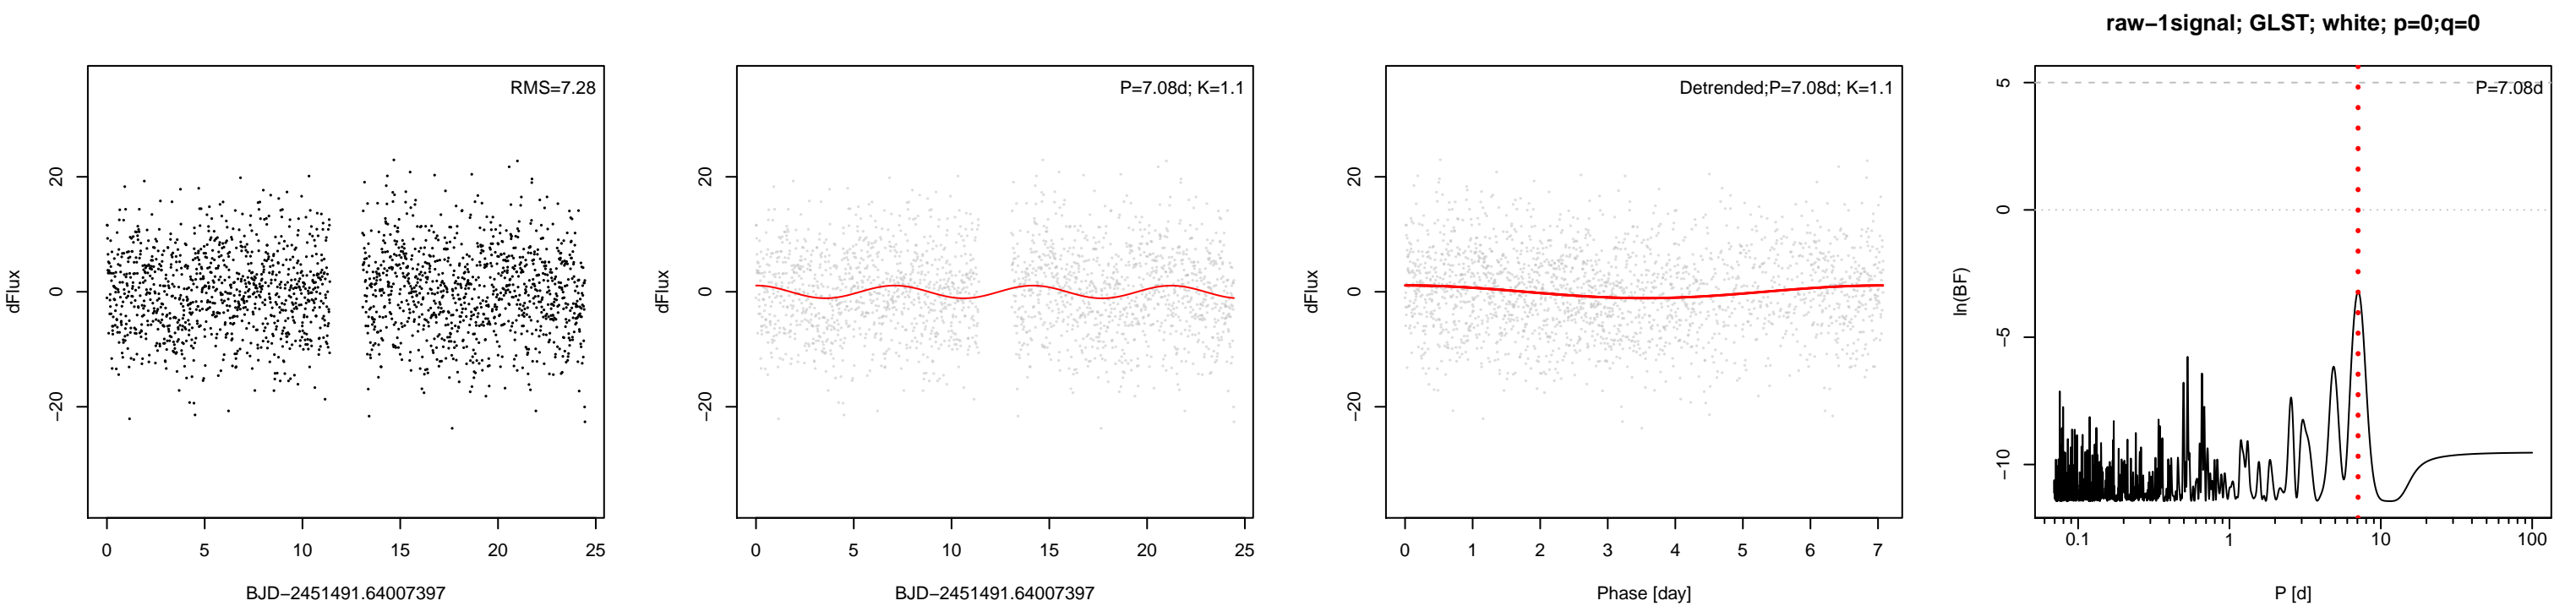 raw−1signal; GLST; white; p=0;q=0
RMS=7.28
dFlux
20
0
−20
0 5 10 15 20 25
BJD−2451491.64007397
P=7.08d; K=1.1
dFlux
20
0
−20
0 5 10 15 20 25
BJD−2451491.64007397
Detrended;P=7.08d; K=1.1
dFlux
20
0
−20
0 1 2 3 4 5 6 7
Phase [day]
P=7.08d
ln(BF)
5
0
−5
−10
0.1 1 10 100
P [d]